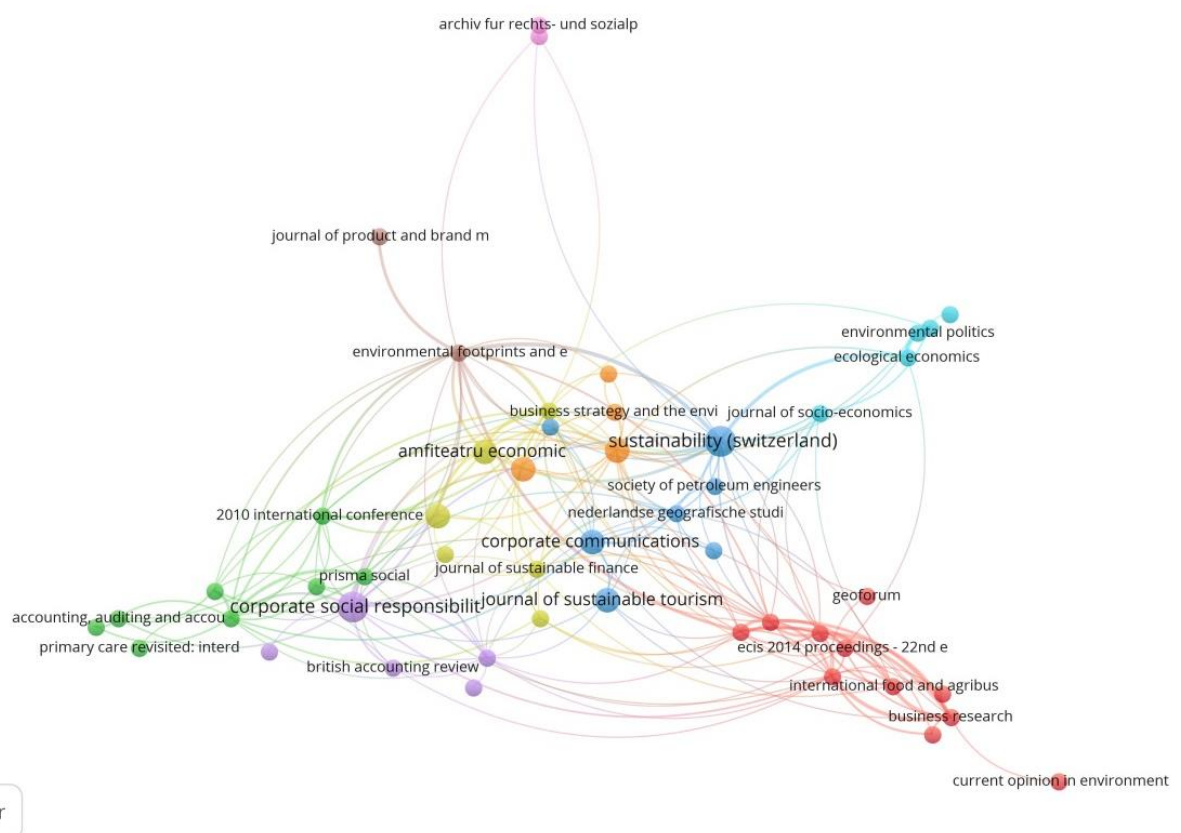 archiv fur rechts- und sozialp
journal of product and brand m
environmental politics
environmental footprints and e
ecological economics
business strategy and the envi
journal of socio-economics
sustainability (switzerland)
amfiteatru economic
society of petroleum engineers
nederlandse geografische studi
2010 international conference
corporate communications
journal of sustainable finance
prisma social
geoforum
journal of sustainable tourism
corporate social responsibilit
accounting, auditing and accou
primary care revisited: interd
ecis 2014 proceedings - 22nd e
british accounting review
international food and agribus
business research
current opinion in environment
r